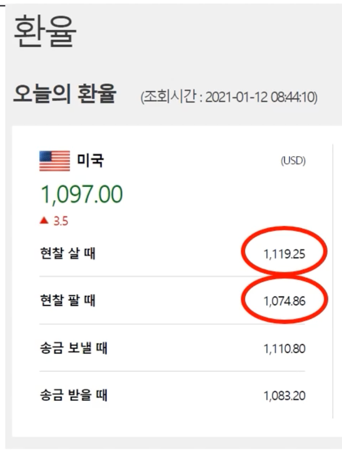 환율
오늘의 환율 (조회시간 : 2021-01-12 08:44:10)
미국 (USD)
1,097.00
▲ 3.5
현찰 살 때 1,119.25
현찰 팔 때 1,074.86
송금 보낼 때 1,110.80
송금 받을 때 1,083.20